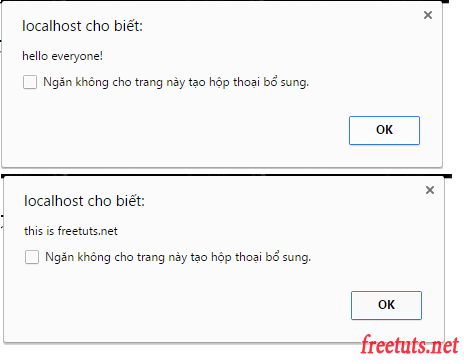 localhost cho biết:
hello everyone!
Ngăn không cho trang này tạo hộp thoại bổ sung.
OK
localhost cho biết:
this is freetuts.net
Ngăn không cho trang này tạo hộp thoại bổ sung.
OK
freetuts.net